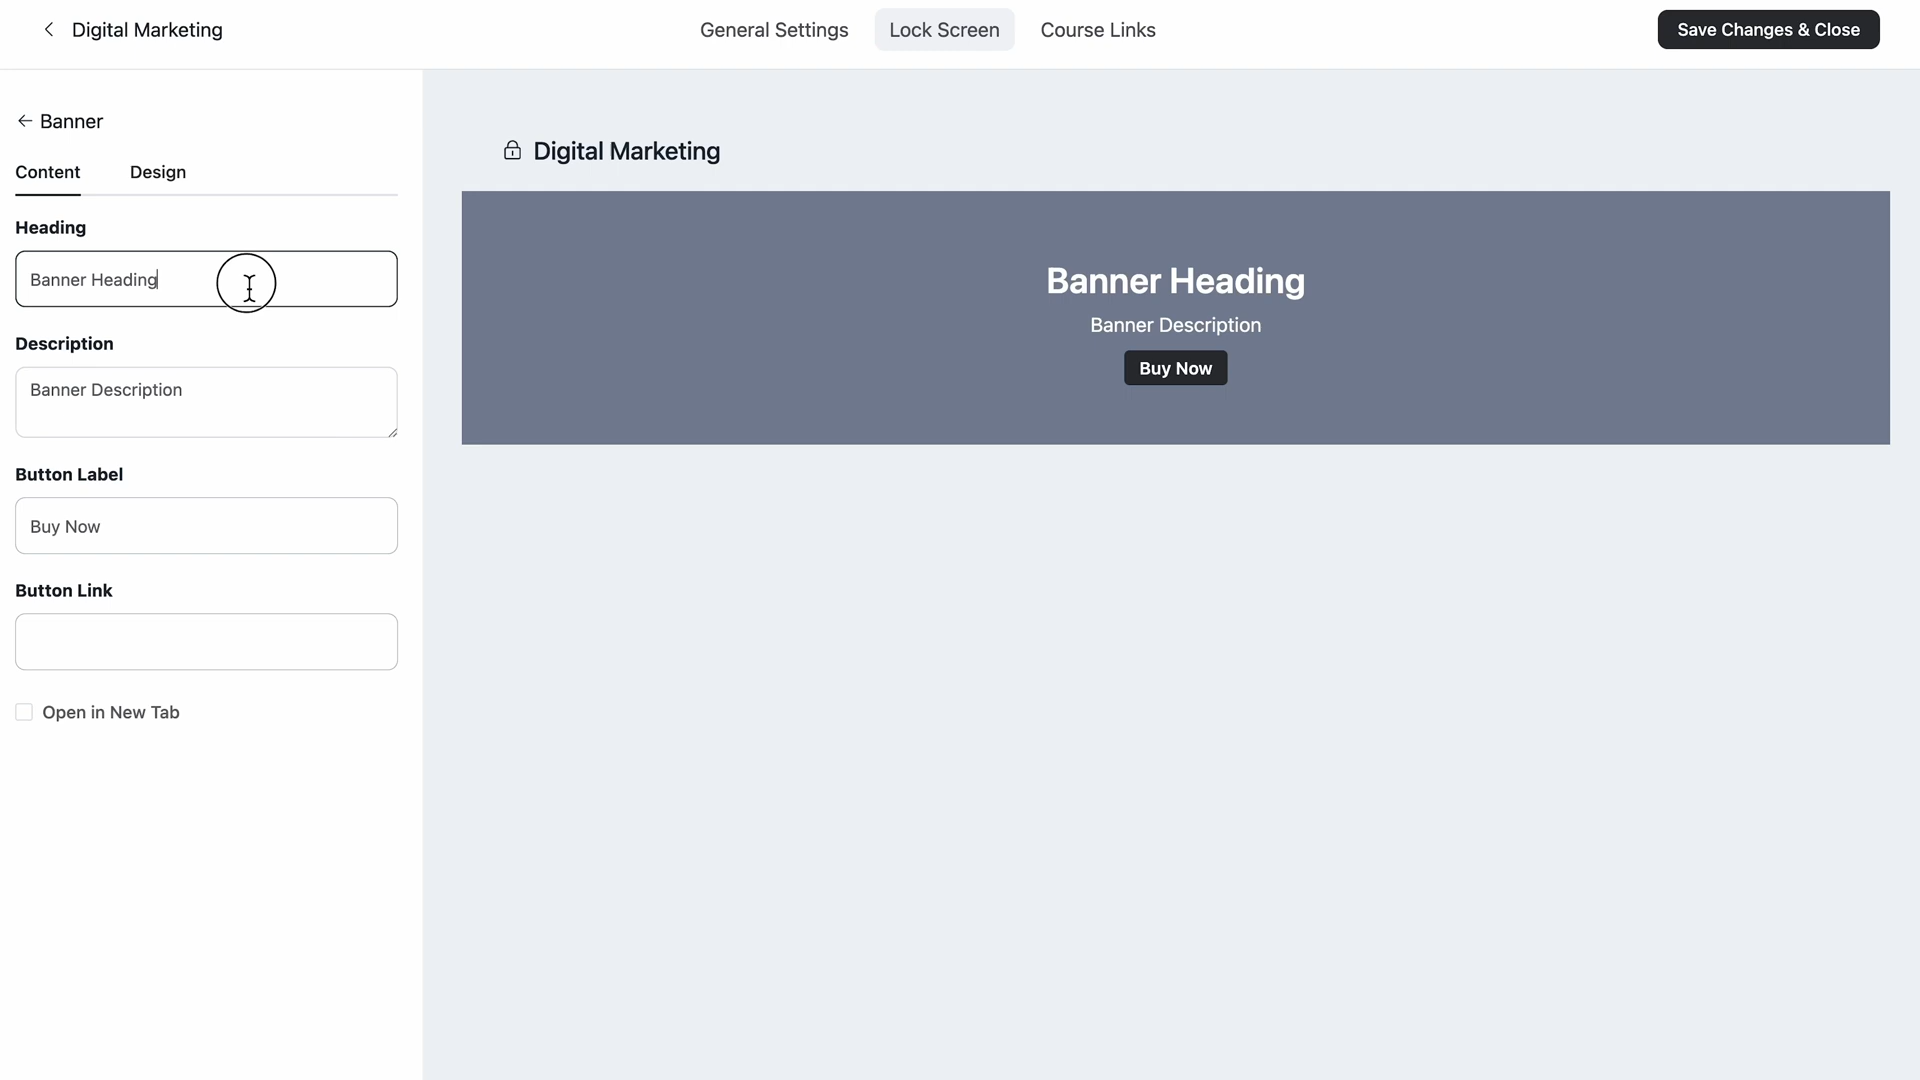 Digital Marketing
General Settings
Lock Screen
Course Links
Save Changes & Close
Banner
Content
Design
Heading
Banner Heading
Description
Banner Description
Button Label
Buy Now
Button Link
Open in New Tab
Digital Marketing
Banner Heading
Banner Description
Buy Now